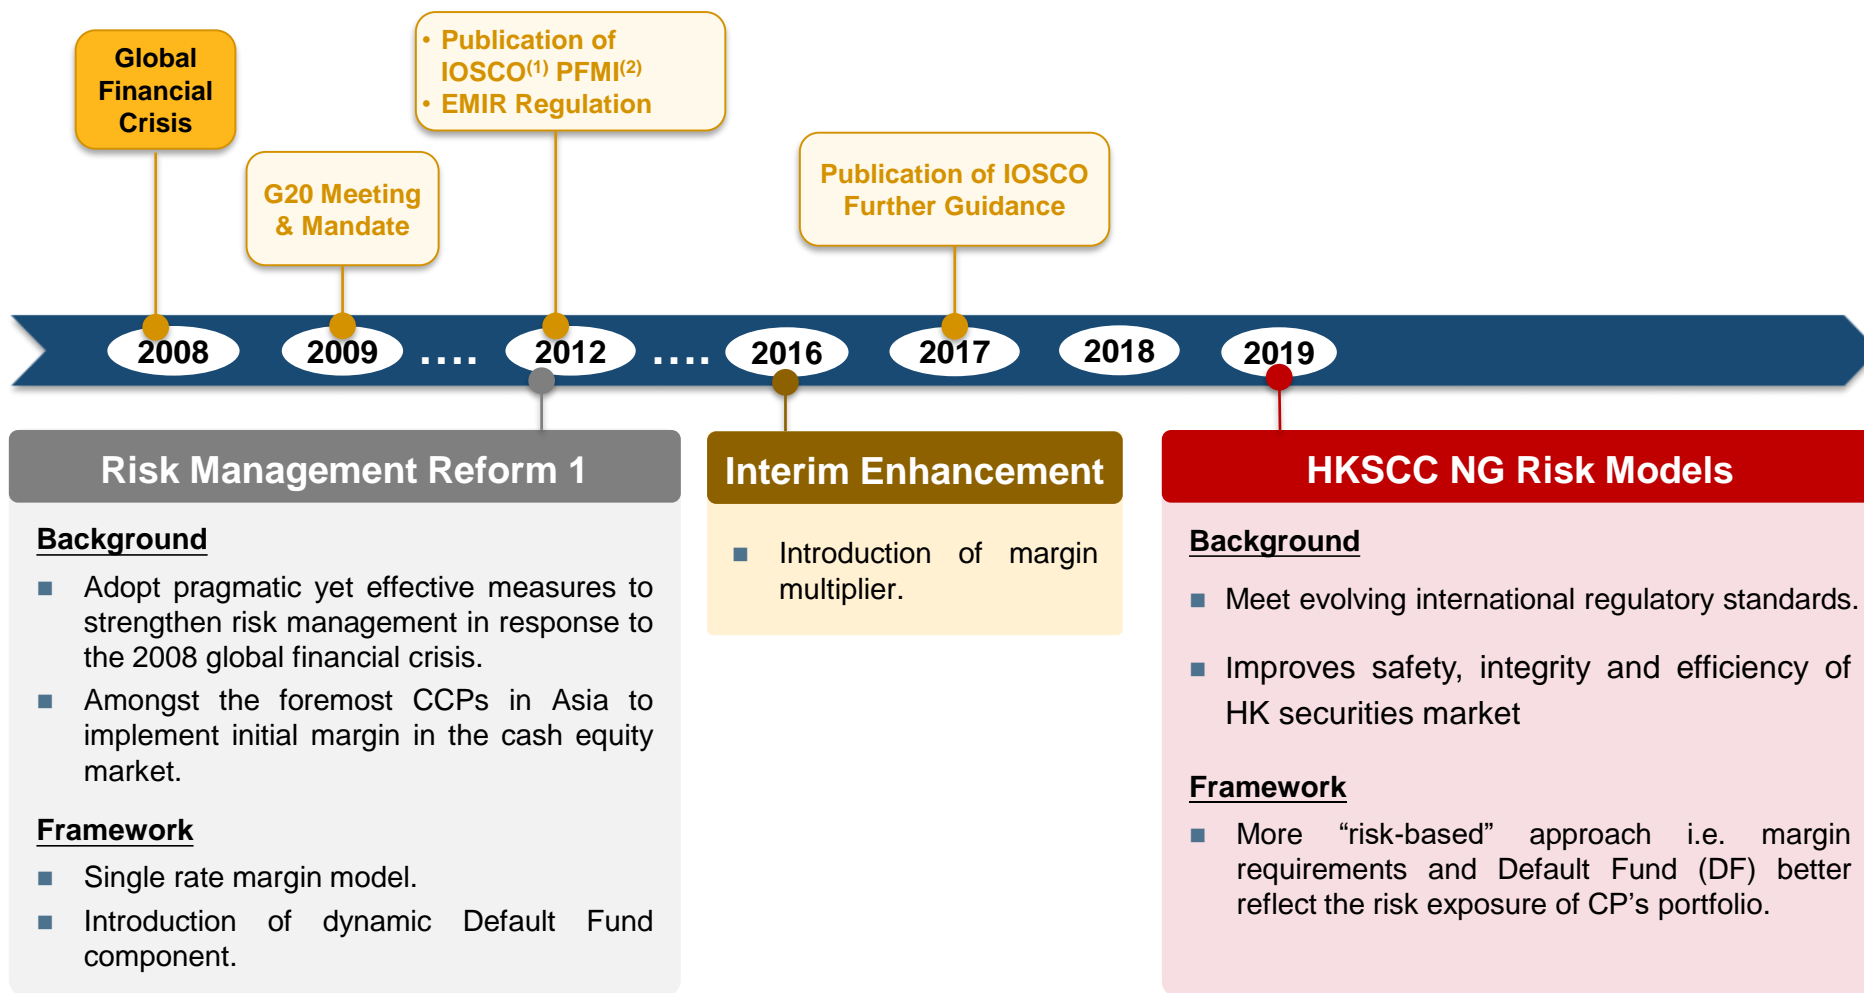 Global
Financial
Crisis
G20 Meeting
& Mandate
• Publication of
IOSCO(1) PFMI(2)
• EMIR Regulation
Publication of IOSCO
Further Guidance
2008
2009
....
2012
....
2016
2017
2018
2019
Risk Management Reform 1
Background
Adopt pragmatic yet effective measures to
strengthen risk management in response to
the 2008 global financial crisis.
Amongst the foremost CCPs in Asia to
implement initial margin in the cash equity
market.
Framework
Single rate margin model.
Introduction of dynamic Default Fund
component.
Interim Enhancement
Introduction of margin
multiplier.
HKSCC NG Risk Models
Background
Meet evolving international regulatory standards.
Improves safety, integrity and efficiency of
HK securities market
Framework
More “risk-based” approach i.e. margin
requirements and Default Fund (DF) better
reflect the risk exposure of CP’s portfolio.